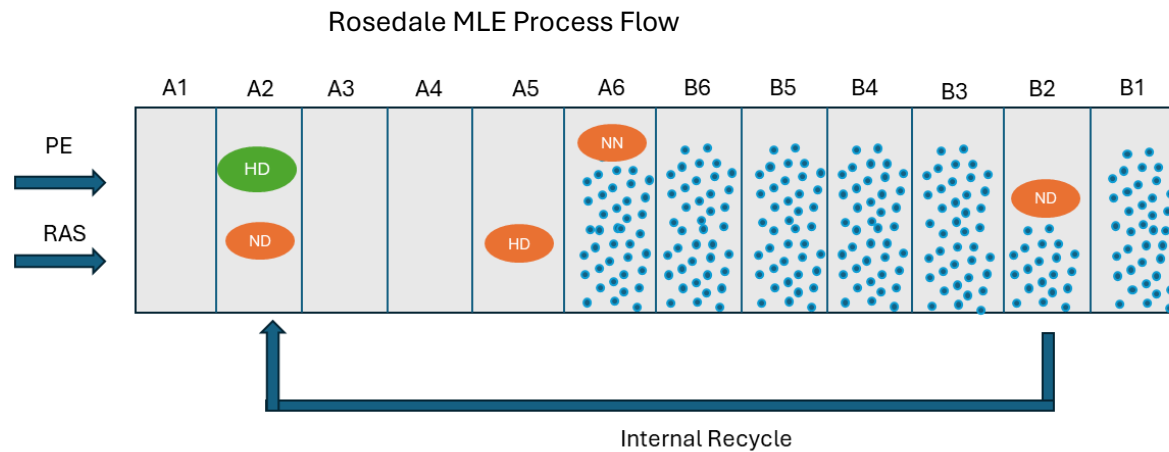 Rosedale MLE Process Flow
A1 A2 A3 A4 A5 A6 B6 B5 B4 B3 B2 B1
PE
NN
HD
ND
RAS
ND
HD
Internal Recycle